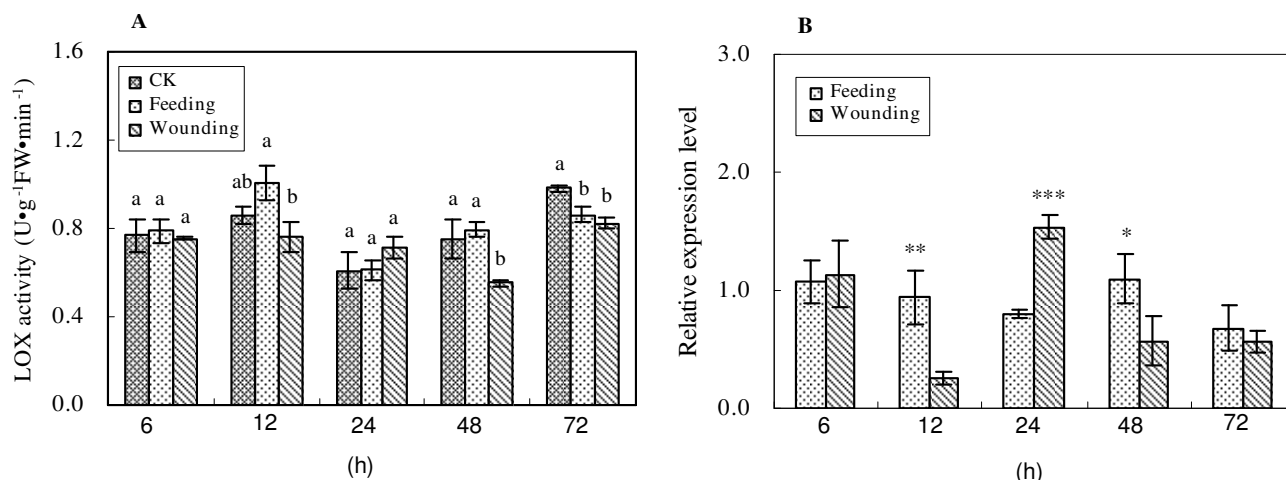 A
LOX activity (U•g⁻¹FW•min⁻¹)
1.6
1.2
0.8
0.4
0.0
CK
Feeding
Wounding
a a a
ab a b
a a a
a a b
a b b
6 12 24 48 72
(h)
B
Relative expression level
3.0
2.0
1.0
0.0
Feeding
Wounding
**
***
*
6 12 24 48 72
(h)